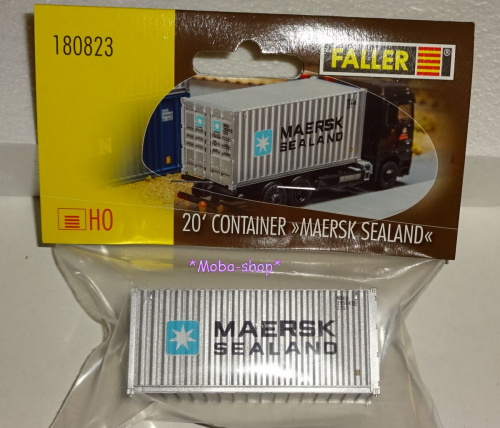 180823
FALLER
MAERSK
SEALAND
H0
20' CONTAINER »MAERSK SEALAND«
*Moba-shop*
MAERSK
SEALAND